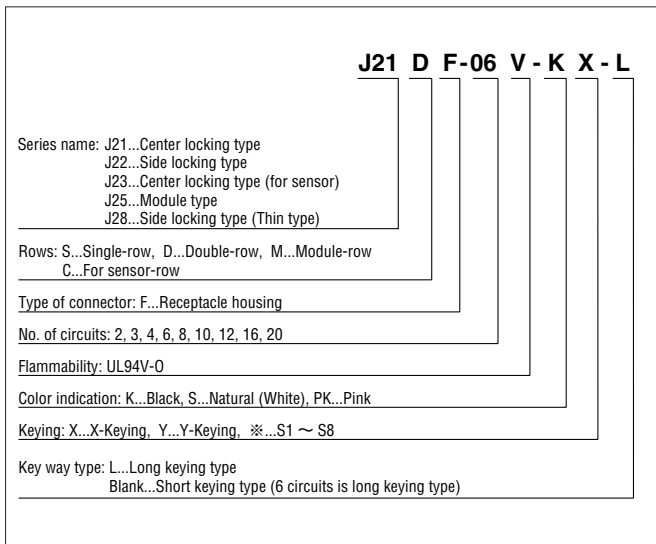 J21 D F-06 V - K X - L
Series name: J21...Center locking type
J22...Side locking type
J23...Center locking type (for sensor)
J25...Module type
J28...Side locking type (Thin type)
Rows: S...Single-row, D...Double-row, M...Module-row
C...For sensor-row
Type of connector: F...Receptacle housing
No. of circuits: 2, 3, 4, 6, 8, 10, 12, 16, 20
Flammability: UL94V-O
Color indication: K...Black, S...Natural (White), PK...Pink
Keying: X...X-Keying, Y...Y-Keying, ※...S1 ～ S8
Key way type: L...Long keying type
Blank...Short keying type (6 circuits is long keying type)